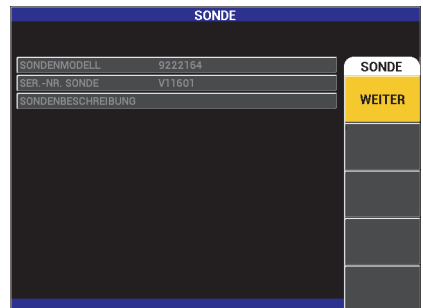 SONDE
SONDENMODELL 9222164
SER.-NR. SONDE V11601
SONDENBESCHREIBUNG
SONDE
WEITER